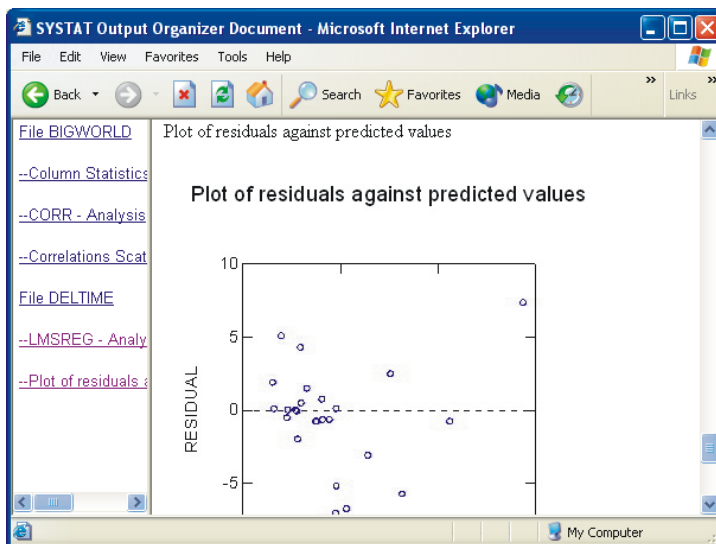 SYSTAT Output Organizer Document - Microsoft Internet Explorer
File Edit View Favorites Tools Help
Back Search Favorites Media » Links »
File BIGWORLD
--Column Statistics
--CORR - Analysis
--Correlations Scat
File DELTIME
--LMSREG - Analy
--Plot of residuals a
Plot of residuals against predicted values
Plot of residuals against predicted values
10
5
0
-5
RESIDUAL
My Computer